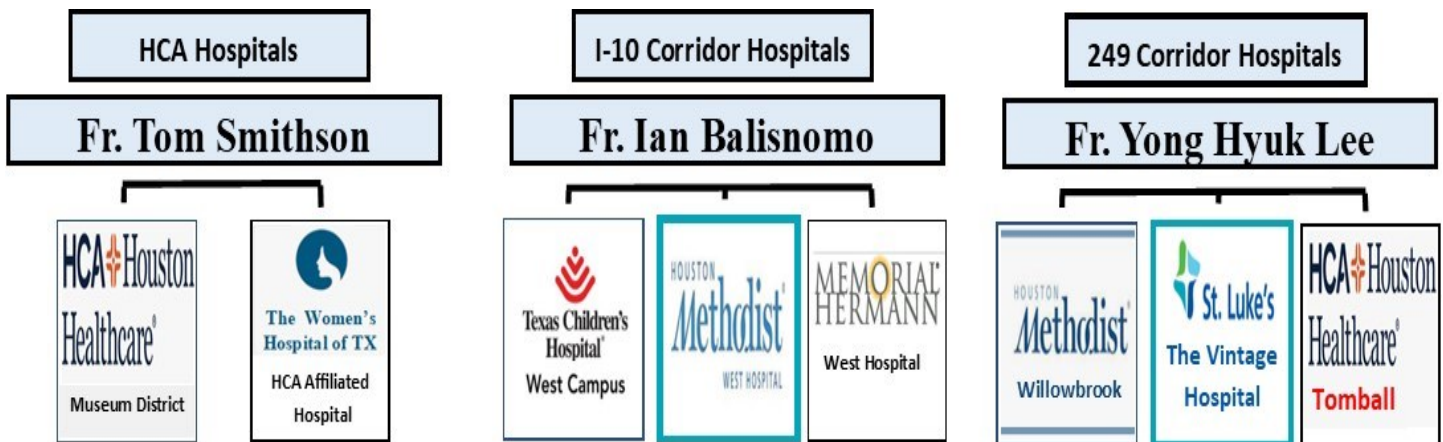 HCA Hospitals
Fr. Tom Smithson
HCA Houston
Healthcare®
Museum District
The Women's
Hospital of TX
HCA Affiliated
Hospital
I-10 Corridor Hospitals
Fr. Ian Balisnomo
Texas Children's
Hospital®
West Campus
HOUSTON
Methodist®
WEST HOSPITAL
MEMORIAL®
HERMANN
West Hospital
249 Corridor Hospitals
Fr. Yong Hyuk Lee
HOUSTON
Methodist®
Willowbrook
St. Luke's
The Vintage
Hospital
HCA Houston
Healthcare®
Tomball